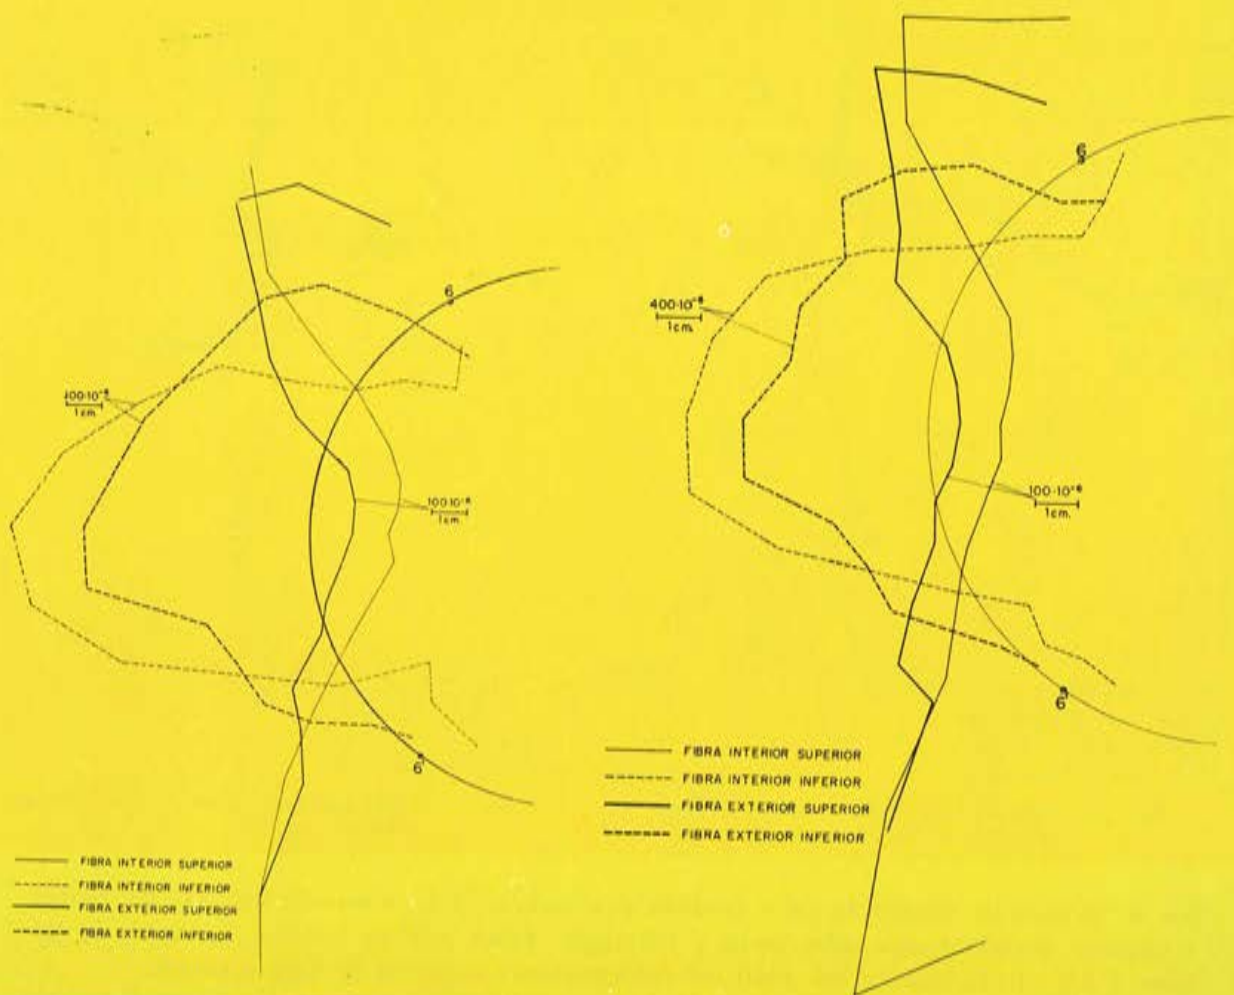 6
400·10⁻⁶
1cm.
100·10⁻⁶
1cm.
6
FIBRA INTERIOR SUPERIOR
FIBRA INTERIOR INFERIOR
FIBRA EXTERIOR SUPERIOR
FIBRA EXTERIOR INFERIOR
6
400·10⁻⁶
1cm.
100·10⁻⁶
1cm.
6
FIBRA INTERIOR SUPERIOR
FIBRA INTERIOR INFERIOR
FIBRA EXTERIOR SUPERIOR
FIBRA EXTERIOR INFERIOR